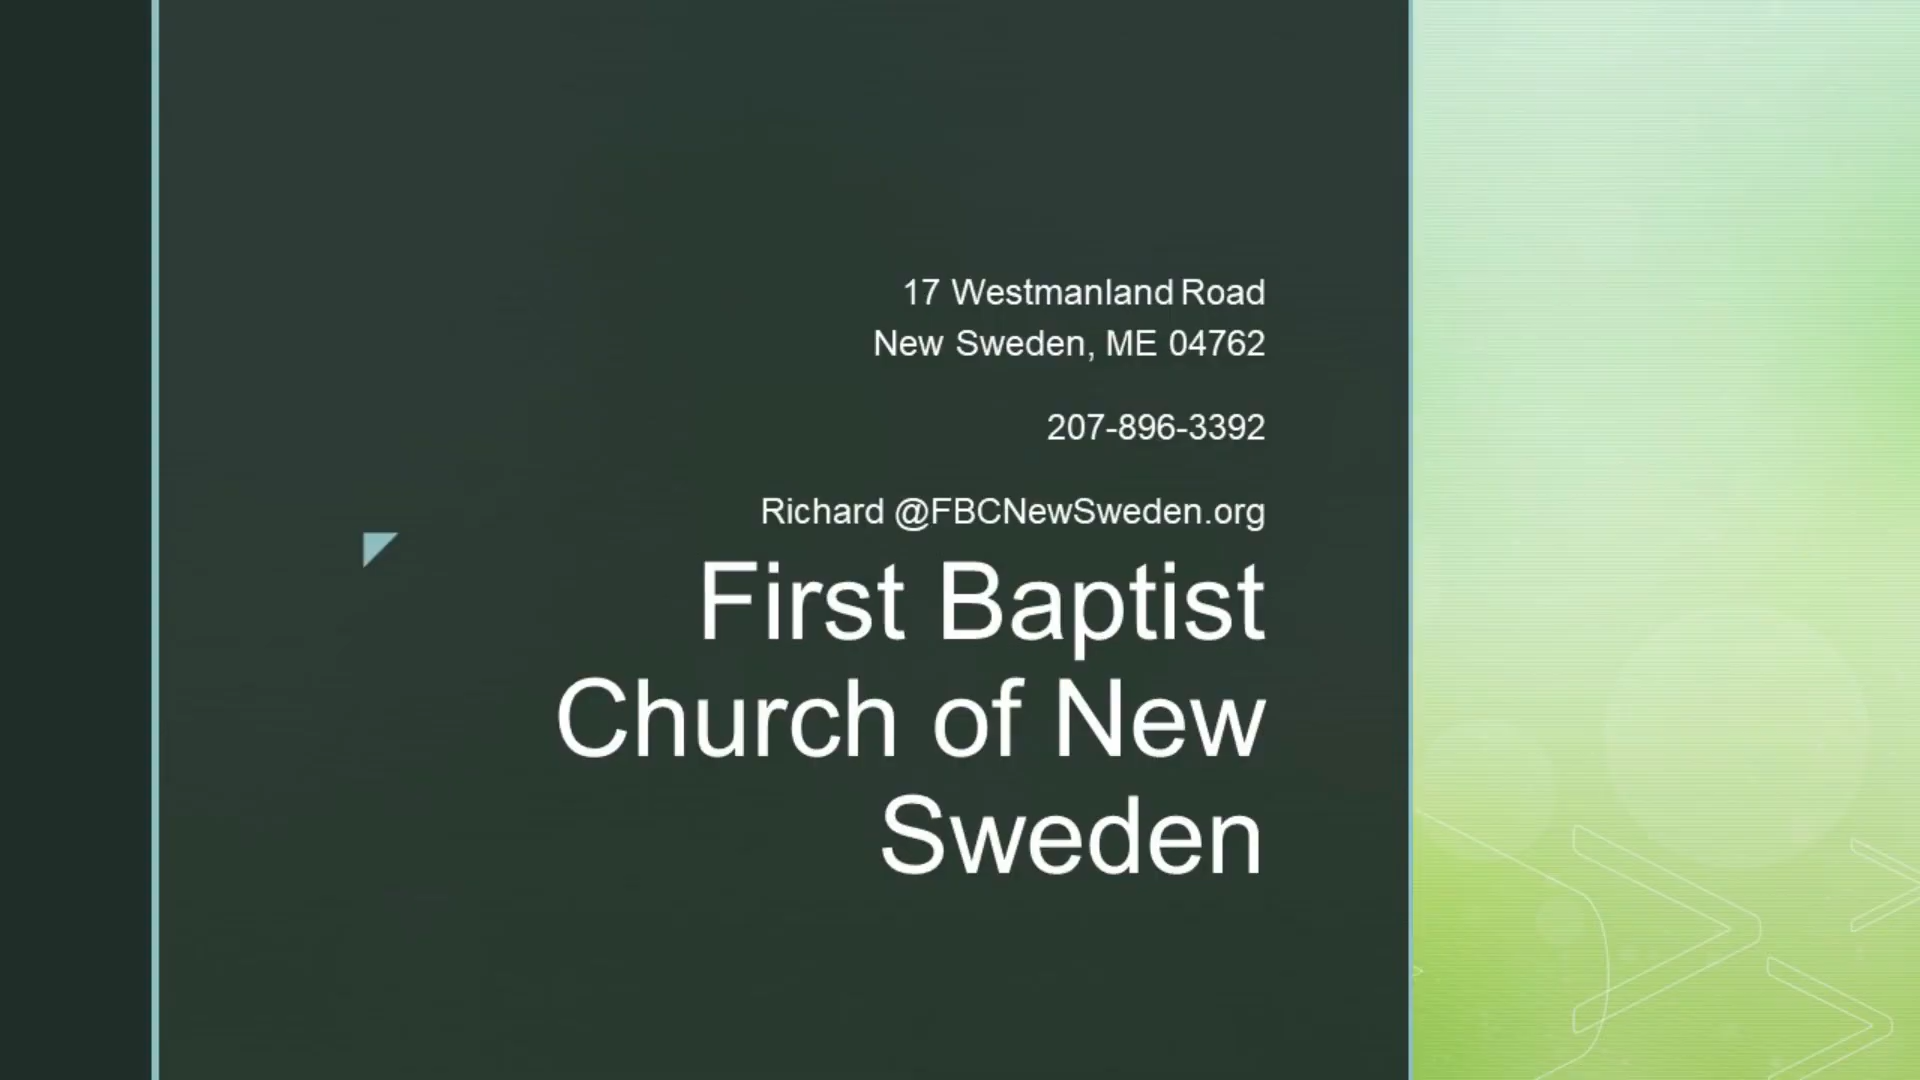 17 Westmanland Road
New Sweden, ME 04762
207-896-3392
Richard @FBCNewSweden.org
First Baptist
Church of New
Sweden